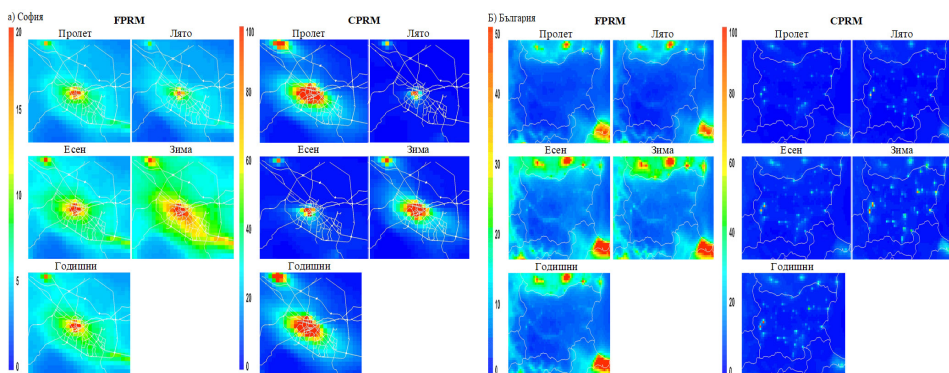 а) София
FPRM
CPRM
Пролет
Лято
Пролет
Лято
Есен
Зима
Есен
Зима
Годишни
Годишни
20
15
10
5
0
100
80
60
40
20
0
Б) България
FPRM
CPRM
Пролет
Лято
Пролет
Лято
Есен
Зима
Есен
Зима
Годишни
Годишни
50
40
30
20
10
0
100
80
60
40
20
0